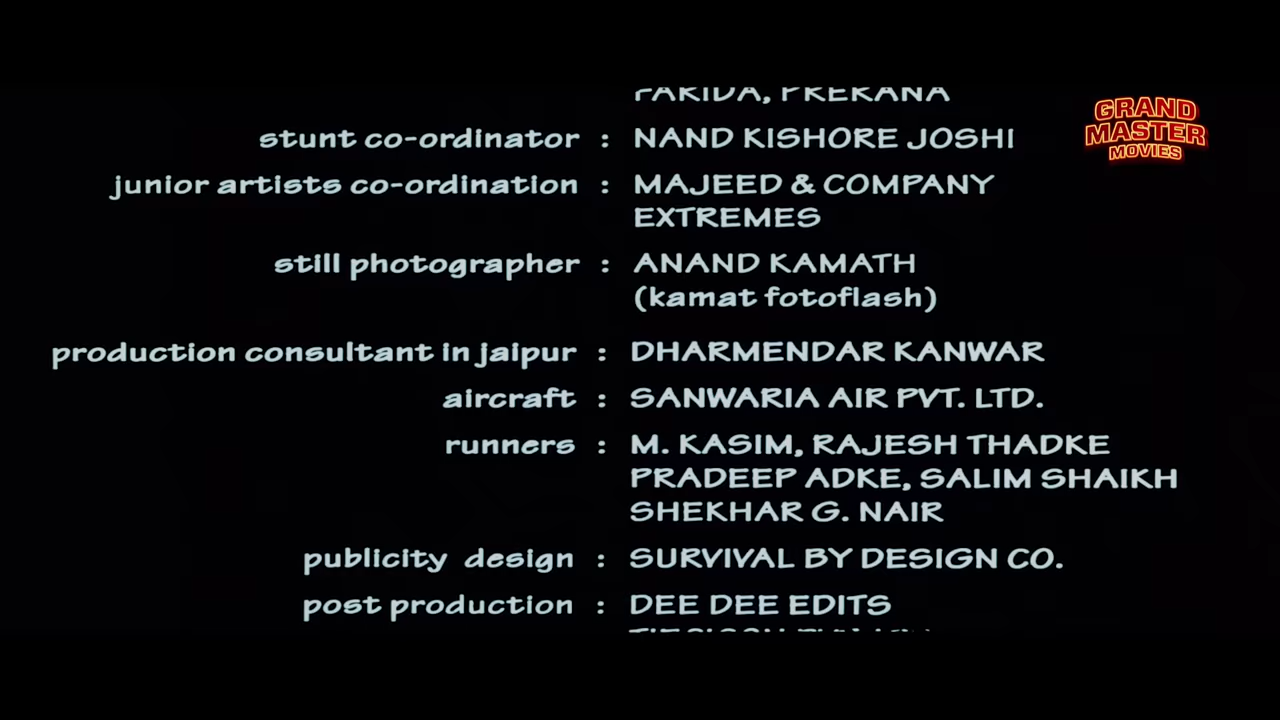 FARIDA, PRERANA
GRAND
MASTER
MOVIES
stunt co-ordinator : NAND KISHORE JOSHI
junior artists co-ordination : MAJEED & COMPANY
EXTREMES
still photographer : ANAND KAMATH
(kamat fotoflash)
production consultant in jaipur : DHARMENDAR KANWAR
aircraft : SANWARIA AIR PVT. LTD.
runners : M. KASIM, RAJESH THADKE
PRADEEP ADKE, SALIM SHAIKH
SHEKHAR G. NAIR
publicity design : SURVIVAL BY DESIGN CO.
post production : DEE DEE EDITS